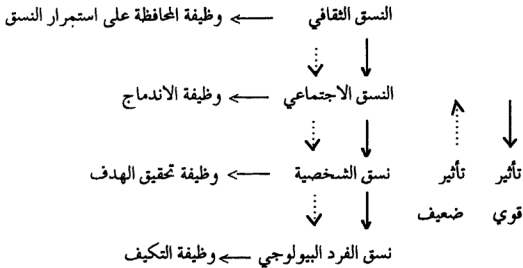 النسق الثقافي ← وظيفة المحافظة على استمرار النسق
النسق الاجتماعي ← وظيفة الاندماج
نسق الشخصية ← وظيفة تحقيق الهدف
تأثير قوي
تأثير ضعيف
نسق الفرد البيولوجي ← وظيفة التكيف